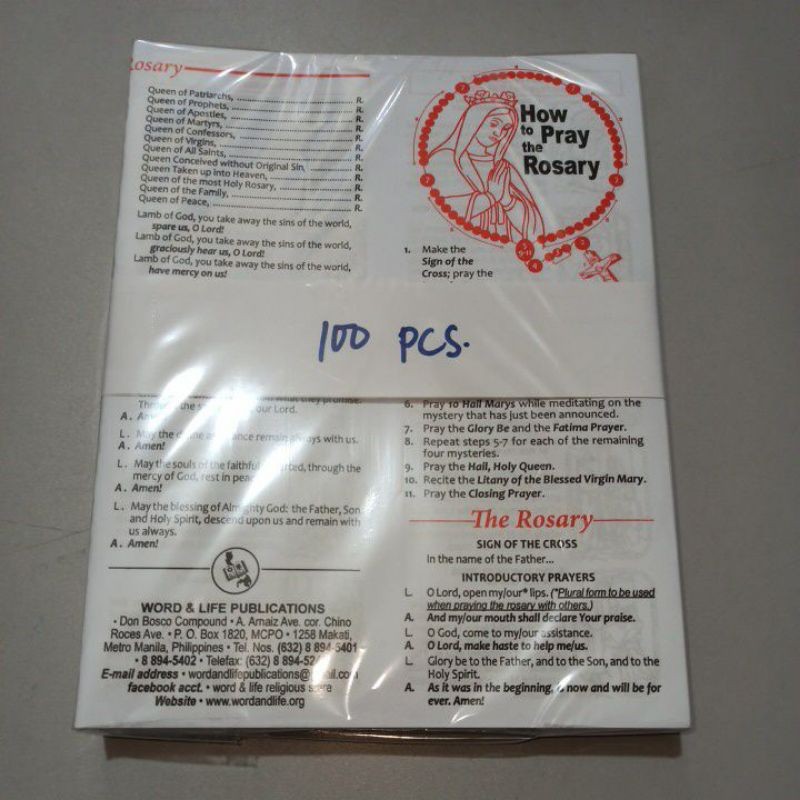 Rosary
Queen of Patriarchs, R.
Queen of Prophets, R.
Queen of Apostles, R.
Queen of Martyrs, R.
Queen of Confessors, R.
Queen of Virgins, R.
Queen of All Saints, R.
Queen Conceived without Original Sin, R.
Queen Taken up into Heaven, R.
Queen of the most Holy Rosary, R.
Queen of the Family, R.
Queen of Peace, R.
Lamb of God, you take away the sins of the world,
spare us, O Lord!
Lamb of God, you take away the sins of the world,
graciously hear us, O Lord!
Lamb of God, you take away the sins of the world,
have mercy on us!
100 PCS.
what they promise.
our Lord.
A.
L. May the assistance remain always with us.
A. Amen!
L. May the souls of the faithful departed, through the
mercy of God, rest in peace
A. Amen!
L. May the blessing of Almighty God: the Father, Son
and Holy Spirit, descend upon us and remain with
us always.
A. Amen!
WORD & LIFE PUBLICATIONS
• Don Bosco Compound • A. Arnaiz Ave. cor. Chino
Roces Ave. • P. O. Box 1820, MCPO • 1258 Makati,
Metro Manila, Philippines • Tel. Nos. (632) 8 894-5401
• 8 894-5402 • Telefax: (632) 8 894-52
E-mail address • wordandlifepublications@ .com
facebook acct. • word & life religious store
Website • www.wordandlife.org
How
to Pray
the
Rosary
1. Make the
Sign of the
Cross; pray the
6. Pray 10 Hail Marys while meditating on the
mystery that has just been announced.
7. Pray the Glory Be and the Fatima Prayer.
8. Repeat steps 5-7 for each of the remaining
four mysteries.
9. Pray the Hail, Holy Queen.
10. Recite the Litany of the Blessed Virgin Mary.
11. Pray the Closing Prayer.
The Rosary
SIGN OF THE CROSS
In the name of the Father...
INTRODUCTORY PRAYERS
L. O Lord, open my/our* lips. (*Plural form to be used
when praying the rosary with others.)
A. And my/our mouth shall declare Your praise.
L. O God, come to my/our assistance.
A. O Lord, make haste to help me/us.
L. Glory be to the Father, and to the Son, and to the
Holy Spirit.
A. As it was in the beginning, is now and will be for
ever. Amen!